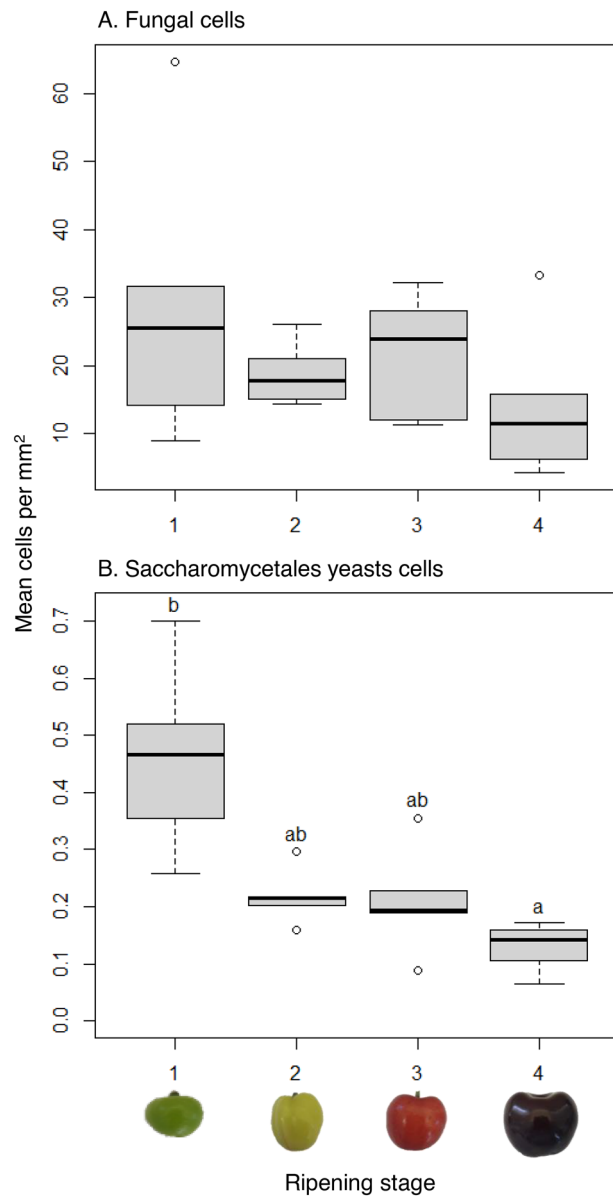 A. Fungal cells
60
50
40
30
20
10
1 2 3 4
Mean cells per mm²
B. Saccharomycetales yeasts cells
0.7
0.6
0.5
0.4
0.3
0.2
0.1
0.0
b
ab
ab
a
1 2 3 4
Ripening stage